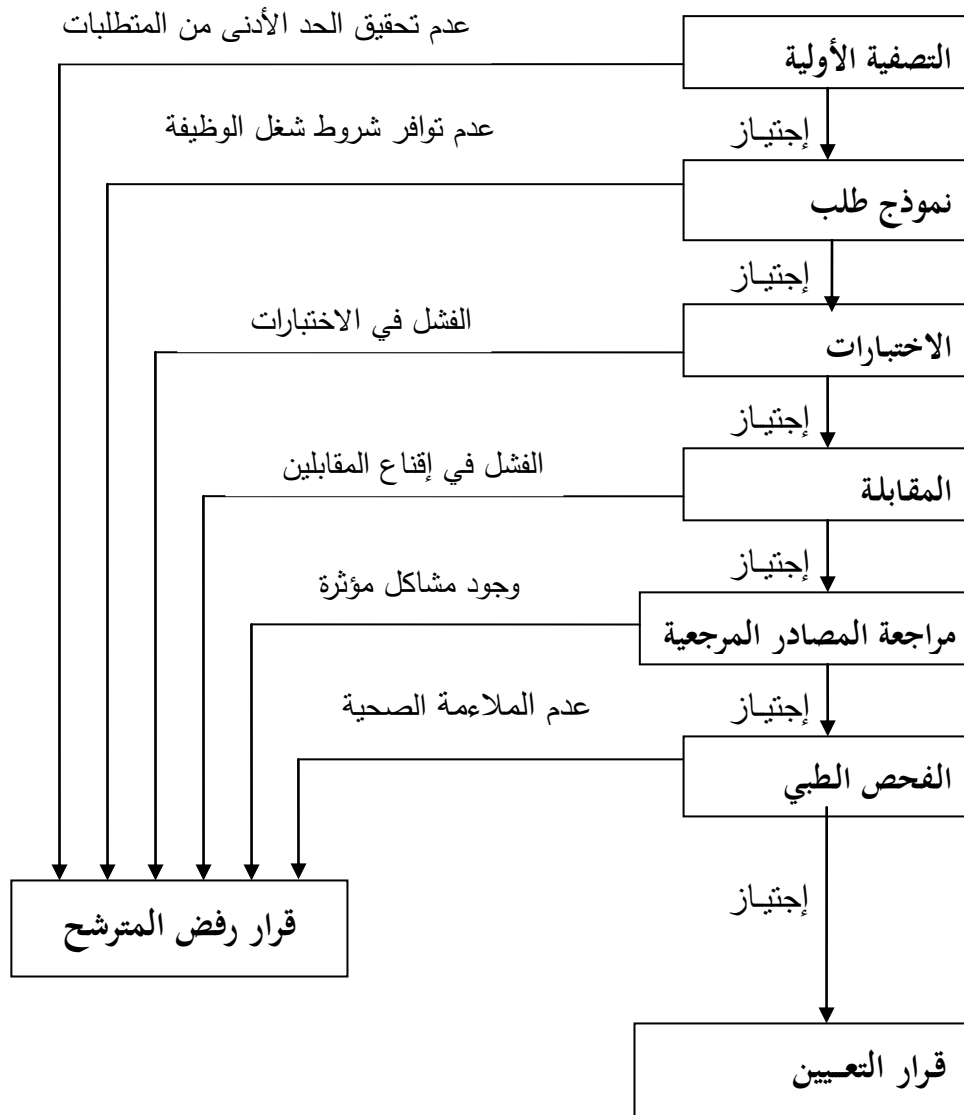 عدم تحقيق الحد الأدنى من المتطلبات
التصفية الأولية
إجتيـاز
عدم توافر شروط شغل الوظيفة
نموذج طلب
إجتيـاز
الفشل في الاختبارات
الاختبارات
إجتيـاز
الفشل في إقناع المقابلين
المقابلة
إجتيـاز
وجود مشاكل مؤثرة
مراجعة المصادر المرجعية
إجتيـاز
عدم الملاءمة الصحية
الفحص الطبي
إجتيـاز
قرار رفض المترشح
قرار التعـيين